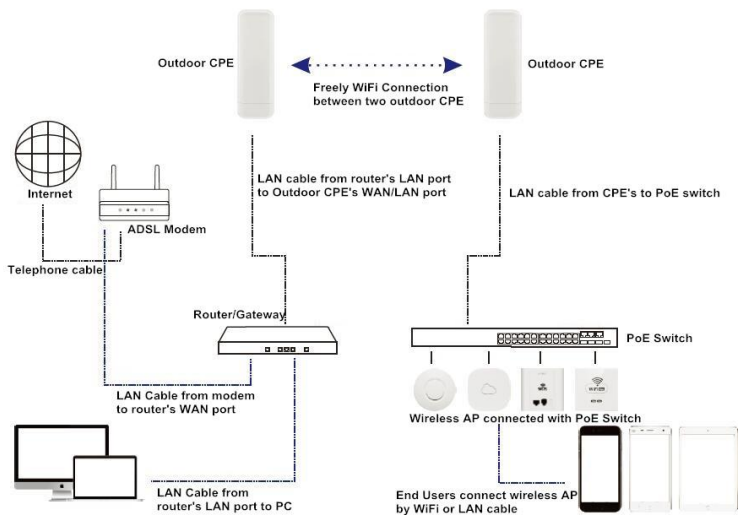 Outdoor CPE
Outdoor CPE
Freely WiFi Connection
between two outdoor CPE
LAN cable from router's LAN port
to Outdoor CPE's WAN/LAN port
LAN cable from CPE's to PoE switch
Internet
ADSL Modem
Telephone cable
Router/Gateway
PoE Switch
LAN Cable from modem
to router's WAN port
Wireless AP connected with PoE Switch
LAN Cable from
router's LAN port to PC
End Users connect wireless AP
by WiFi or LAN cable